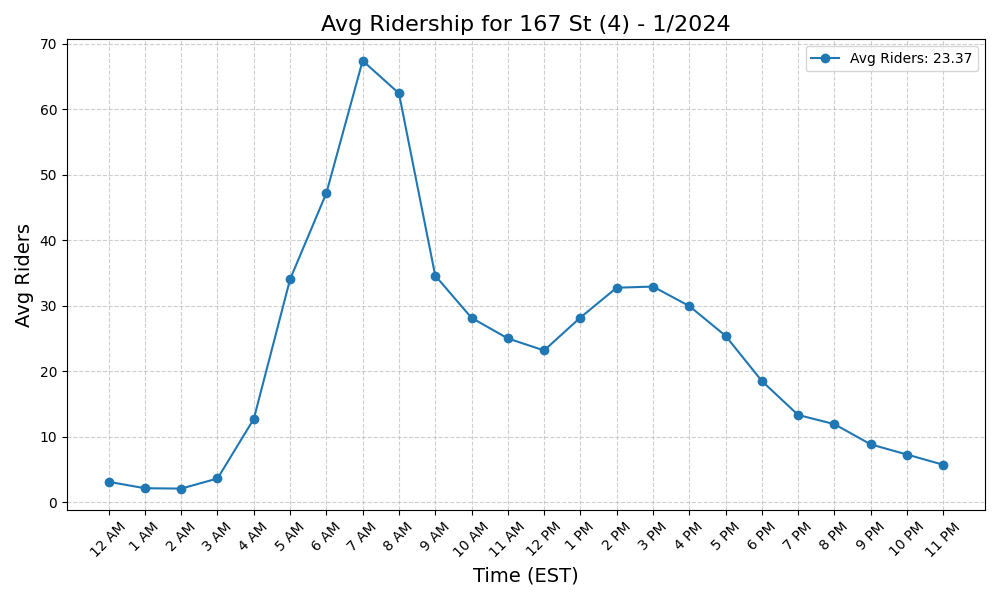 Avg Ridership for 167 St (4) - 1/2024
Avg Riders: 23.37
Avg Riders
70
60
50
40
30
20
10
0
12 AM
1 AM
2 AM
3 AM
4 AM
5 AM
6 AM
7 AM
8 AM
9 AM
10 AM
11 AM
12 PM
1 PM
2 PM
3 PM
4 PM
5 PM
6 PM
7 PM
8 PM
9 PM
10 PM
11 PM
Time (EST)